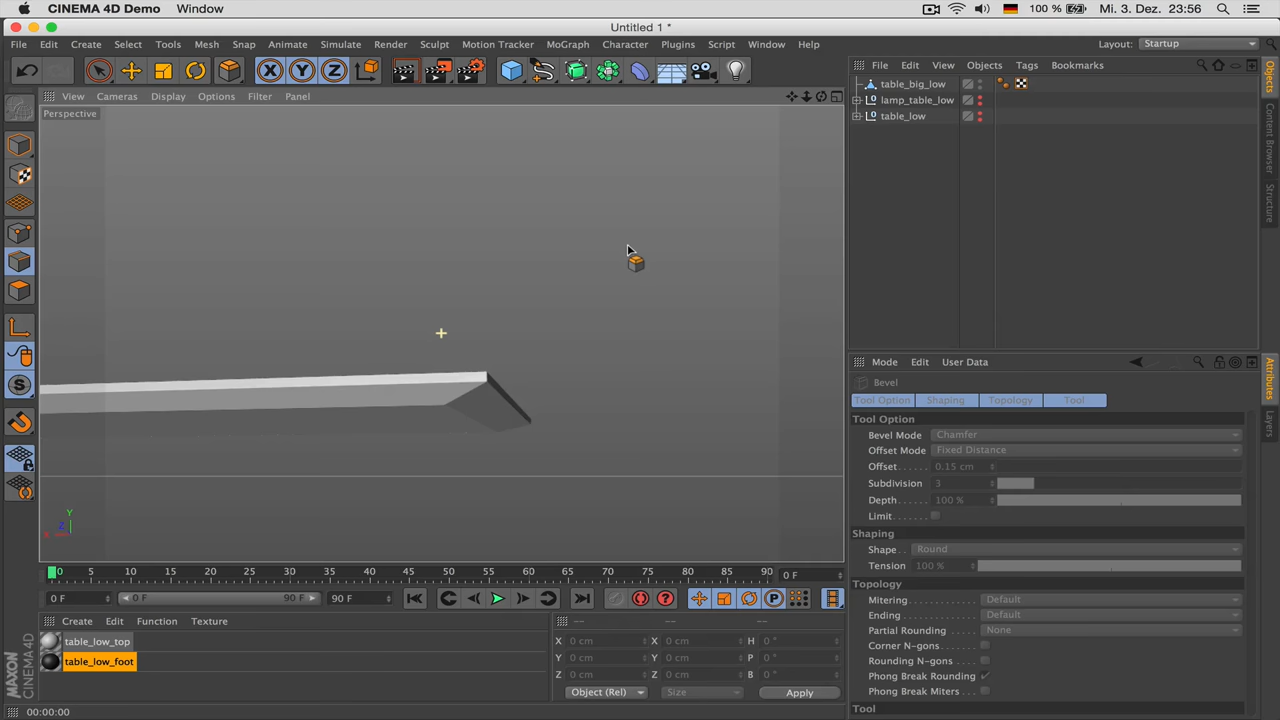 CINEMA 4D Demo Window 100 % Mi. 3. Dez. 23:56
Untitled 1 *
File Edit Create Select Tools Mesh Snap Animate Simulate Render Sculpt Motion Tracker MoGraph Character Plugins Script Window Help Layout: Startup
X Y Z
File Edit View Objects Tags Bookmarks
Objects
Content Browser
Structure
View Cameras Display Options Filter Panel
Perspective
table_big_low
lamp_table_low
table_low
Mode Edit User Data
Attributes
Layers
Bevel
Tool Option Shaping Topology Tool
Tool Option
Bevel Mode Chamfer
Offset Mode Fixed Distance
Offset 0.15 cm
Subdivision 3
Depth 100 %
Limit
Shaping
Shape Round
Tension 100 %
Topology
Mitering Default
Ending Default
Partial Rounding None
Corner N-gons
Rounding N-gons
Phong Break Rounding
Phong Break Miters
Tool
Y
Z
X
0 5 10 15 20 25 30 35 40 45 50 55 60 65 70 75 80 85 90 0 F
0 F 0 F 90 F 90 F
Create Edit Function Texture
table_low_top
table_low_foot
-- -- --
X 0 cm X 0 cm H 0 °
Y 0 cm Y 0 cm P 0 °
Z 0 cm Z 0 cm B 0 °
Object (Rel) Size Apply
MAXON CINEMA 4D
00:00:00